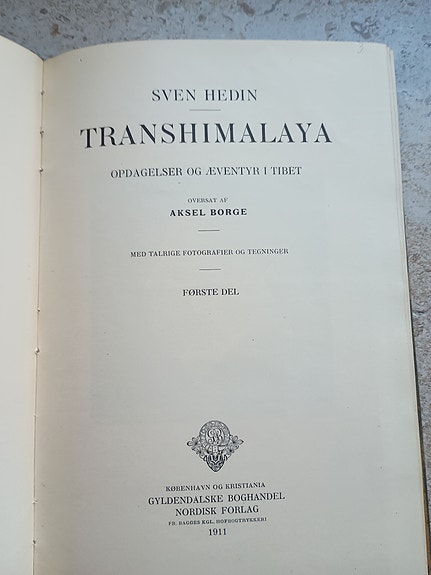 SVEN HEDIN
TRANSHIMALAYA
OPDAGELSER OG ÆVENTYR I TIBET
OVERSAT AF
AKSEL BORGE
MED TALRIGE FOTOGRAFIER OG TEGNINGER
FØRSTE DEL
KØBENHAVN OG KRISTIANIA
GYLDENDALSKE BOGHANDEL
NORDISK FORLAG
FR. BAGGES KGL. HOFBOGTRYKKERI
1911